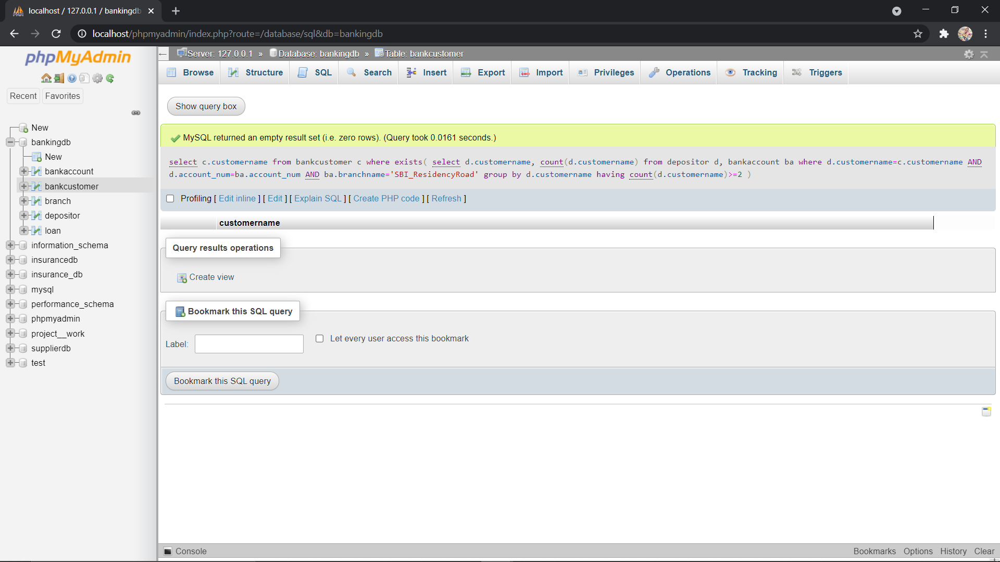 localhost / 127.0.0.1 / bankingdb
localhost/phpmyadmin/index.php?route=/database/sql&db=bankingdb
phpMyAdmin
Recent Favorites
New
bankingdb
New
bankaccount
bankcustomer
branch
depositor
loan
information_schema
insurancedb
insurance_db
mysql
performance_schema
phpmyadmin
project__work
supplierdb
test
Server: 127.0.0.1 » Database: bankingdb » Table: bankcustomer
Browse Structure SQL Search Insert Export Import Privileges Operations Tracking Triggers
Show query box
MySQL returned an empty result set (i.e. zero rows). (Query took 0.0161 seconds.)
select c.customername from bankcustomer c where exists( select d.customername, count(d.customername) from depositor d, bankaccount ba where d.customername=c.customername AND
d.account_num=ba.account_num AND ba.branchname='SBI_ResidencyRoad' group by d.customername having count(d.customername)>=2 )
Profiling [ Edit inline ] [ Edit ] [ Explain SQL ] [ Create PHP code ] [ Refresh ]
customername
Query results operations
Create view
Bookmark this SQL query
Label: Let every user access this bookmark
Bookmark this SQL query
Console Bookmarks Options History Clear